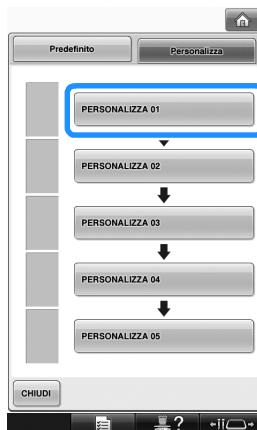 Predefinito
Personalizza
PERSONALIZZA 01
PERSONALIZZA 02
PERSONALIZZA 03
PERSONALIZZA 04
PERSONALIZZA 05
CHIUDI
?